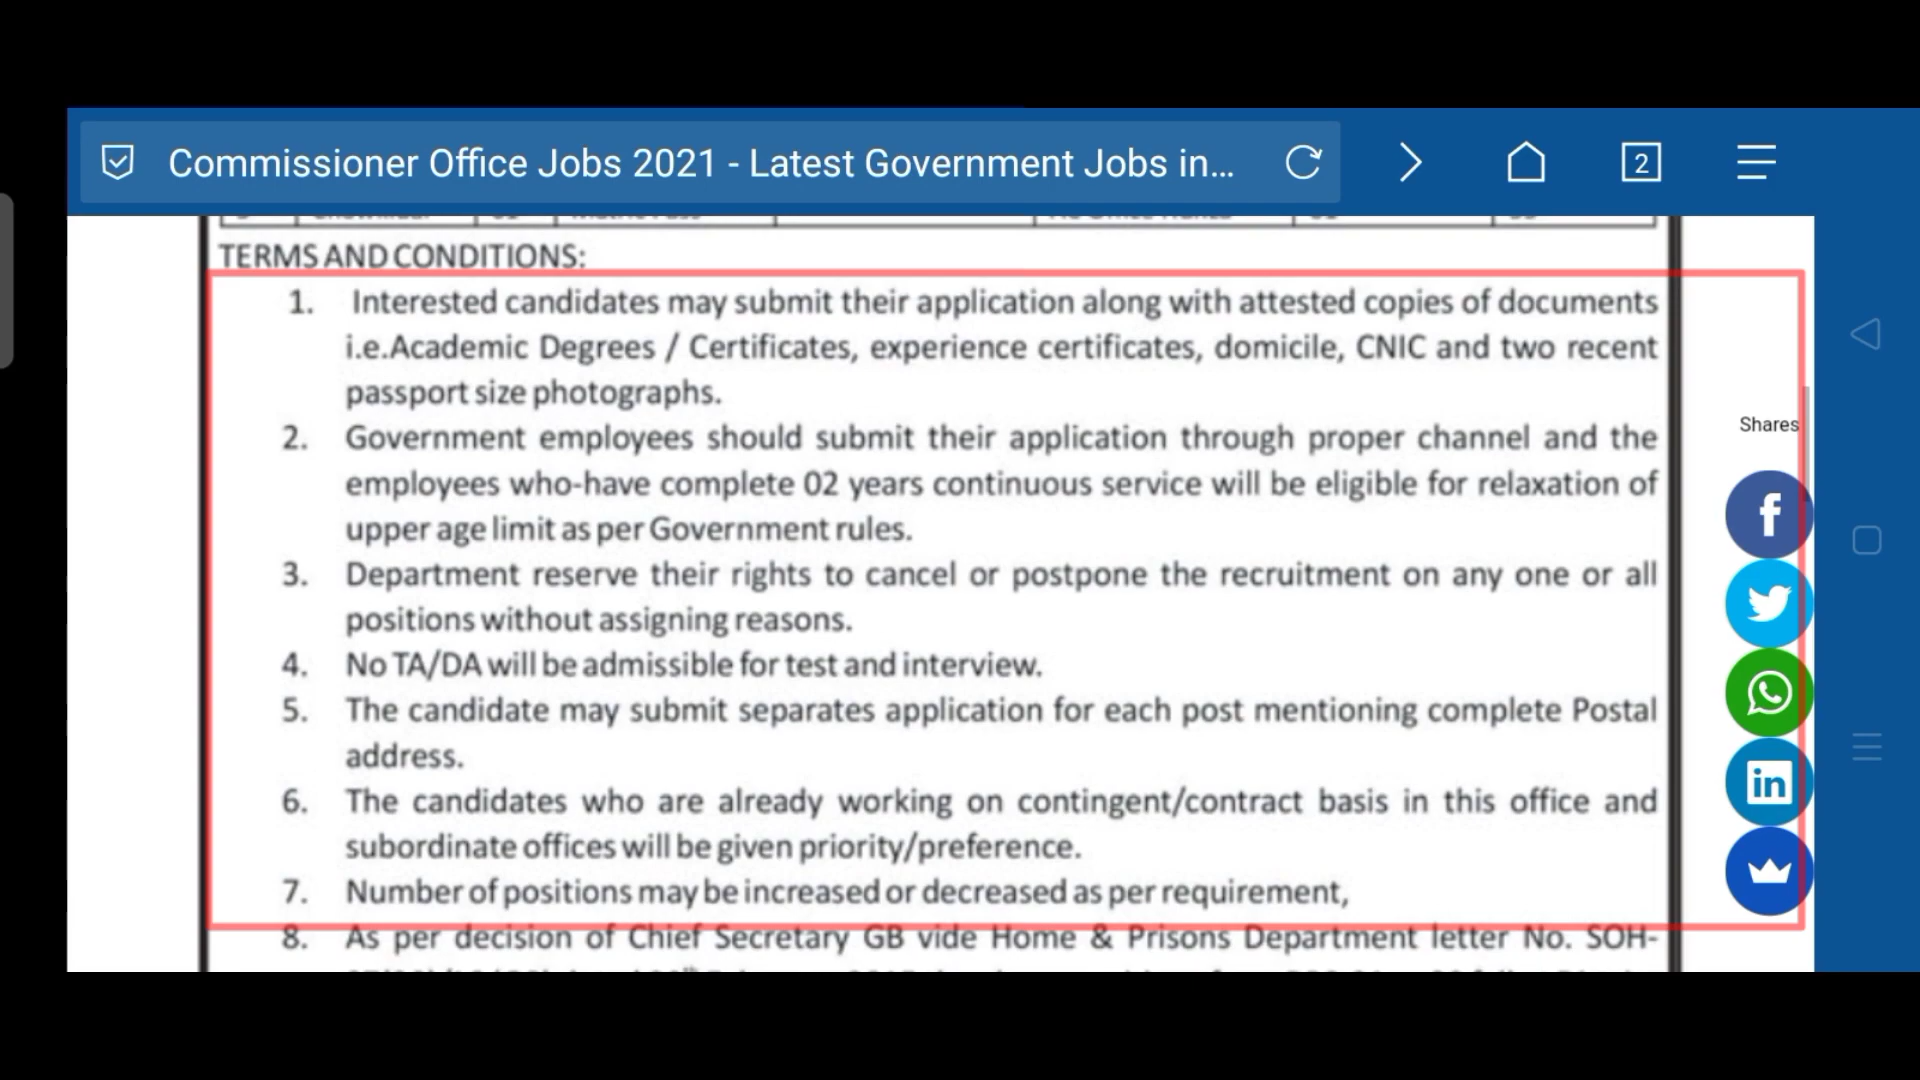 Commissioner Office Jobs 2021 - Latest Government Jobs in...
2
TERMS AND CONDITIONS:
1. Interested candidates may submit their application along with attested copies of documents
i.e.Academic Degrees / Certificates, experience certificates, domicile, CNIC and two recent
passport size photographs.
2. Government employees should submit their application through proper channel and the
employees who-have complete 02 years continuous service will be eligible for relaxation of
upper age limit as per Government rules.
3. Department reserve their rights to cancel or postpone the recruitment on any one or all
positions without assigning reasons.
4. No TA/DA will be admissible for test and interview.
5. The candidate may submit separates application for each post mentioning complete Postal
address.
6. The candidates who are already working on contingent/contract basis in this office and
subordinate offices will be given priority/preference.
7. Number of positions may be increased or decreased as per requirement,
8. As per decision of Chief Secretary GB vide Home & Prisons Department letter No. SOH-
Shares
f
in